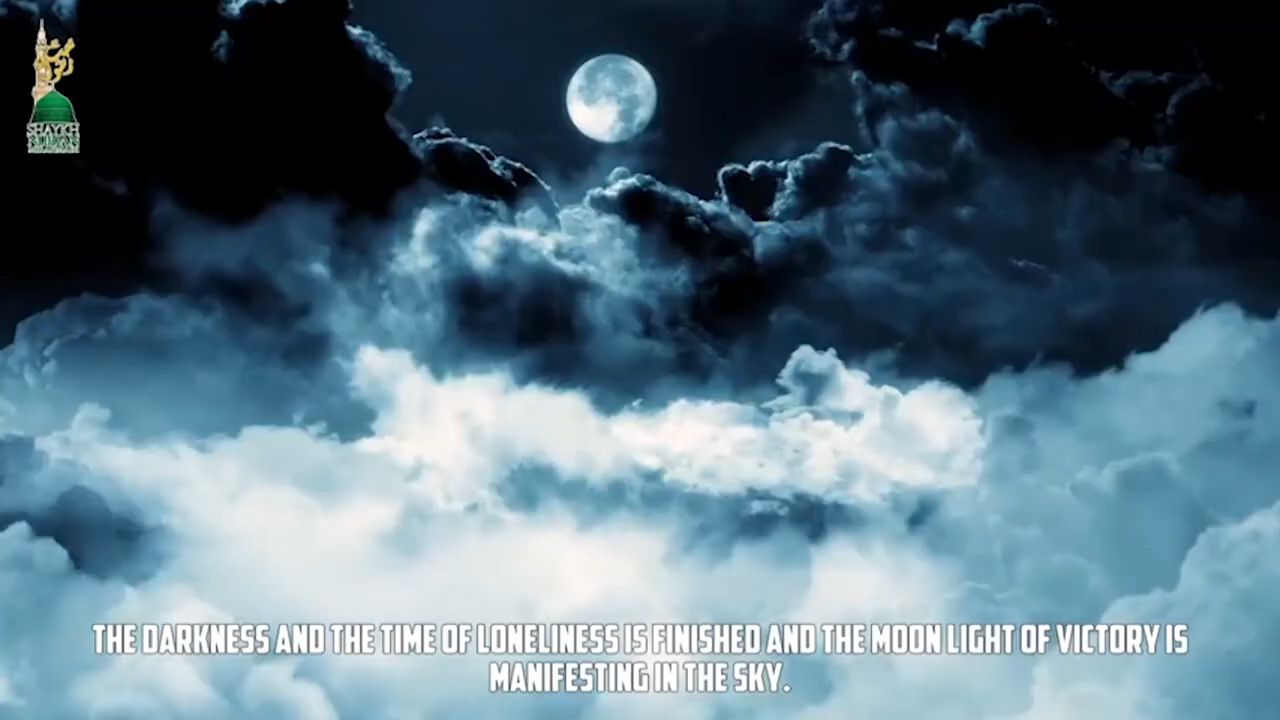 SHAYKH
THE DARKNESS AND THE TIME OF LONELINESS IS FINISHED AND THE MOON LIGHT OF VICTORY IS
MANIFESTING IN THE SKY.